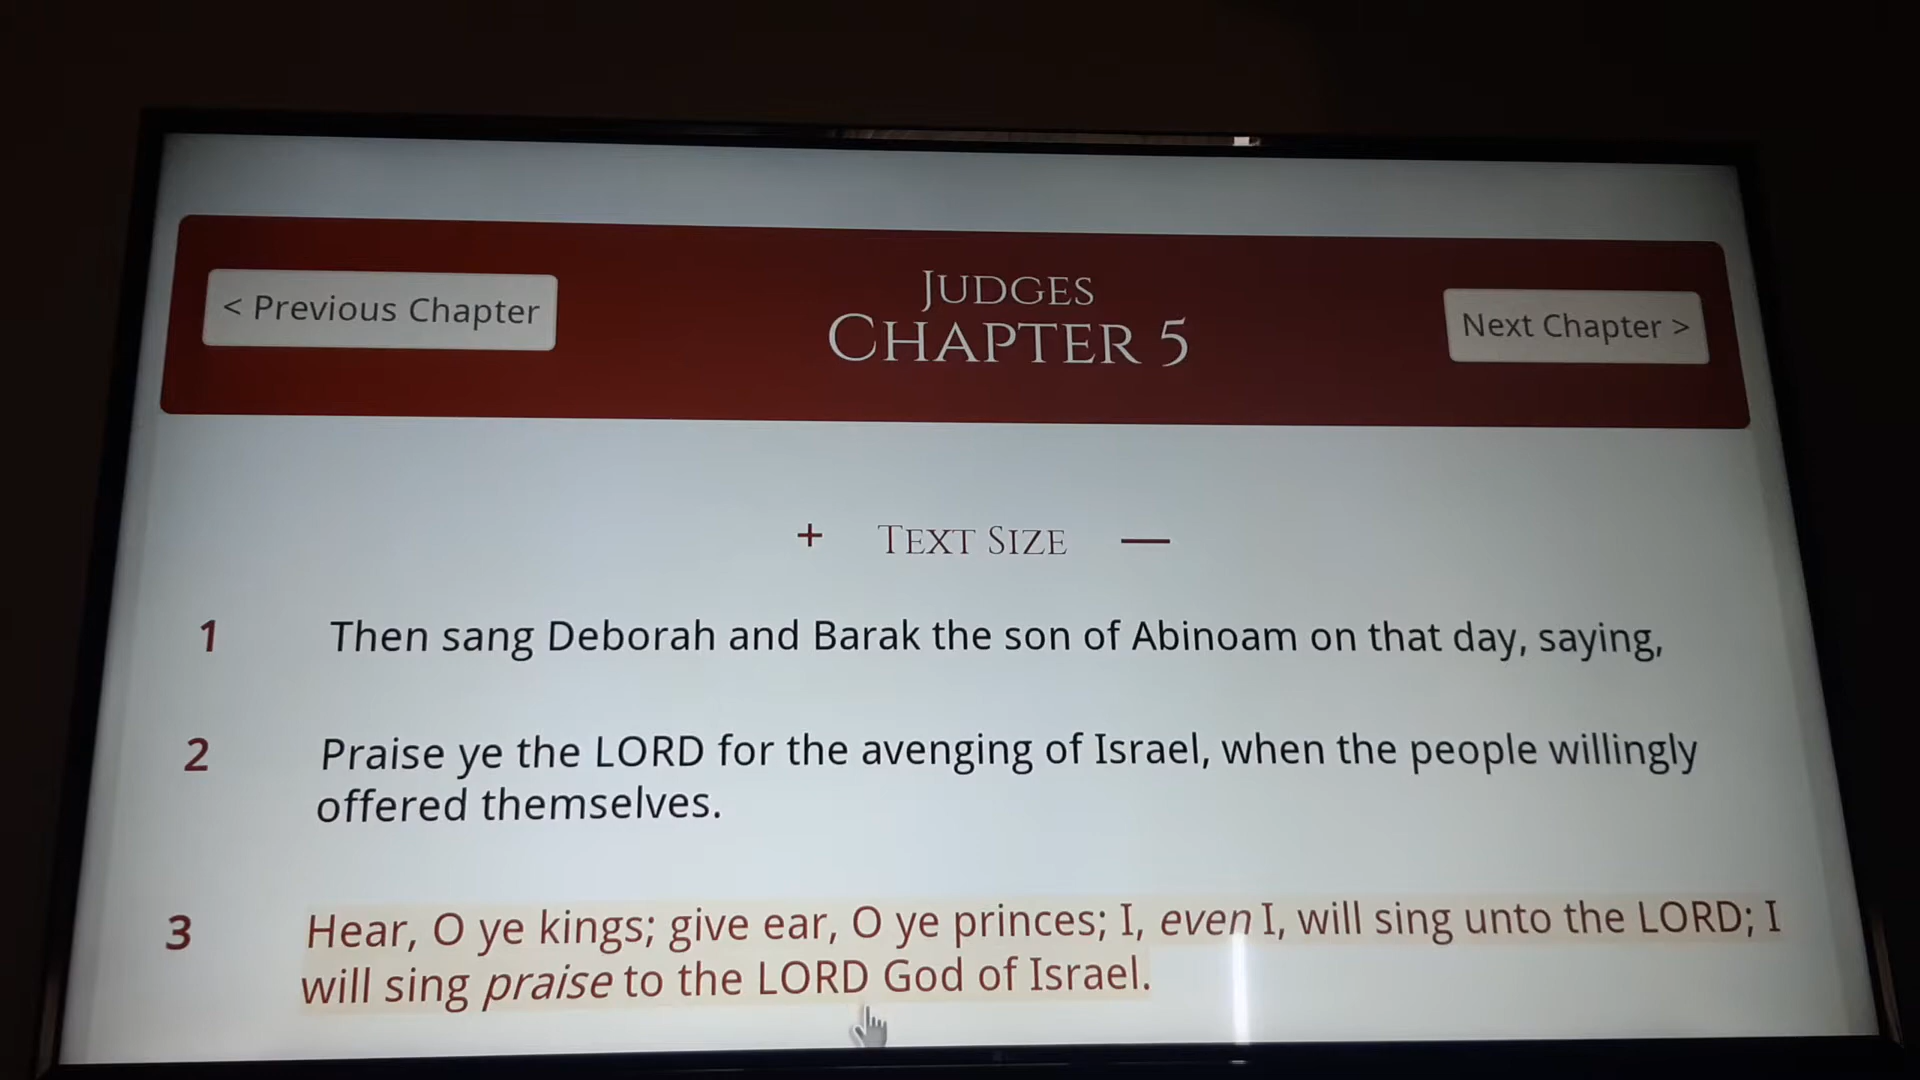 < Previous Chapter
JUDGES
CHAPTER 5
Next Chapter >
+ TEXT SIZE —
1 Then sang Deborah and Barak the son of Abinoam on that day, saying,
2 Praise ye the LORD for the avenging of Israel, when the people willingly
offered themselves.
3 Hear, O ye kings; give ear, O ye princes; I, even I, will sing unto the LORD; I
will sing praise to the LORD God of Israel.